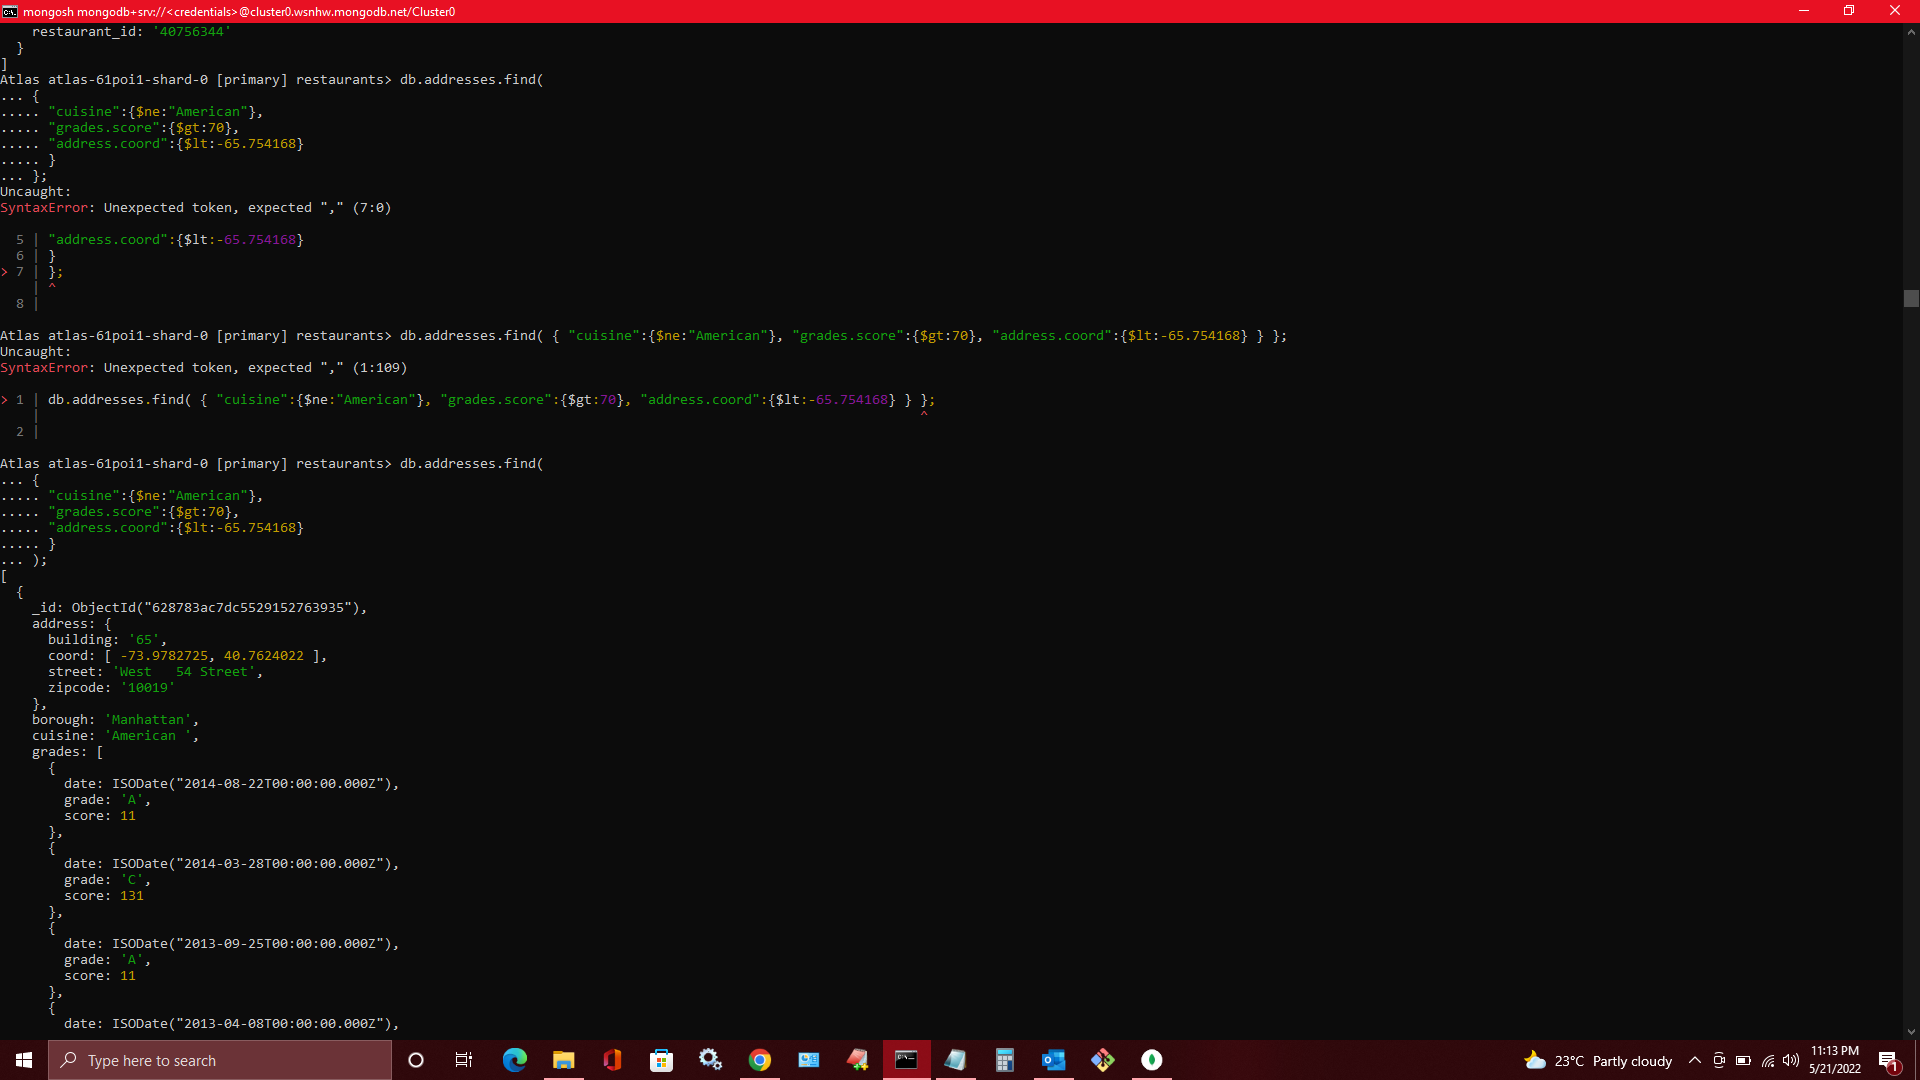 mongosh mongodb+srv://<credentials>@cluster0.wsnhw.mongodb.net/Cluster0
    restaurant_id: '40756344'
  }
]
Atlas atlas-61poi1-shard-0 [primary] restaurants> db.addresses.find(
... {
..... "cuisine":{$ne:"American"},
..... "grades.score":{$gt:70},
..... "address.coord":{$lt:-65.754168}
..... }
... };
Uncaught:
SyntaxError: Unexpected token, expected "," (7:0)
  5 | "address.coord":{$lt:-65.754168}
  6 | }
> 7 | };
    | ^
  8 |
Atlas atlas-61poi1-shard-0 [primary] restaurants> db.addresses.find( { "cuisine":{$ne:"American"}, "grades.score":{$gt:70}, "address.coord":{$lt:-65.754168} } };
Uncaught:
SyntaxError: Unexpected token, expected "," (1:109)
> 1 | db.addresses.find( { "cuisine":{$ne:"American"}, "grades.score":{$gt:70}, "address.coord":{$lt:-65.754168} } };
    | ^
  2 |
Atlas atlas-61poi1-shard-0 [primary] restaurants> db.addresses.find(
... {
..... "cuisine":{$ne:"American"},
..... "grades.score":{$gt:70},
..... "address.coord":{$lt:-65.754168}
..... }
... );
[
  {
    _id: ObjectId("628783ac7dc5529152763935"),
    address: {
      building: '65',
      coord: [ -73.9782725, 40.7624022 ],
      street: 'West   54 Street',
      zipcode: '10019'
    },
    borough: 'Manhattan',
    cuisine: 'American ',
    grades: [
      {
        date: ISODate("2014-08-22T00:00:00.000Z"),
        grade: 'A',
        score: 11
      },
      {
        date: ISODate("2014-03-28T00:00:00.000Z"),
        grade: 'C',
        score: 131
      },
      {
        date: ISODate("2013-09-25T00:00:00.000Z"),
        grade: 'A',
        score: 11
      },
      {
        date: ISODate("2013-04-08T00:00:00.000Z"),
Type here to search
23°C Partly cloudy
11:13 PM
5/21/2022
1